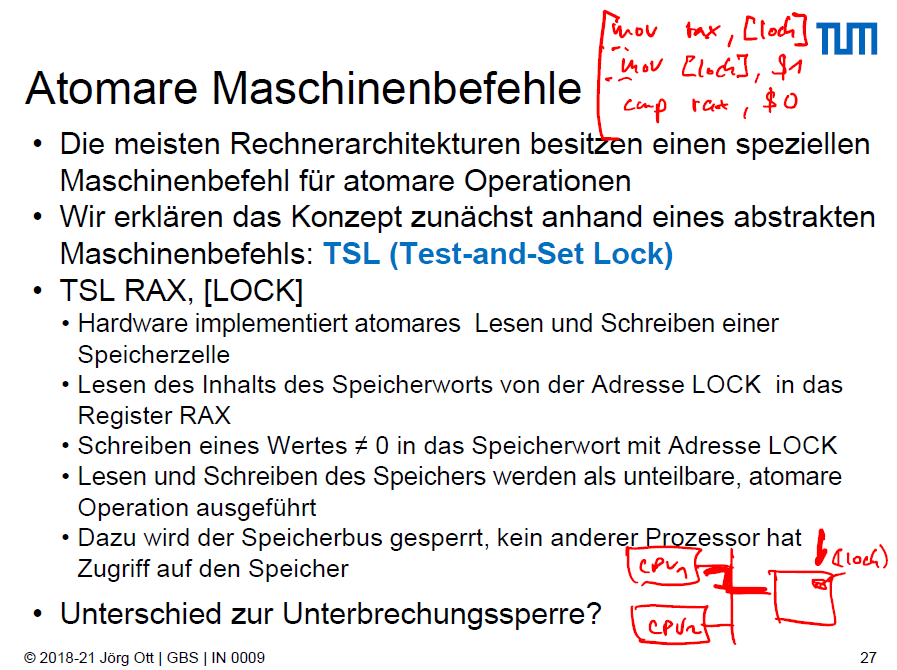 mov rax, [lock]
mov [lock], $1
cmp rax, $0
TUM
Atomare Maschinenbefehle
• Die meisten Rechnerarchitekturen besitzen einen speziellen
Maschinenbefehl für atomare Operationen
• Wir erklären das Konzept zunächst anhand eines abstrakten
Maschinenbefehls: TSL (Test-and-Set Lock)
• TSL RAX, [LOCK]
• Hardware implementiert atomares Lesen und Schreiben einer
Speicherzelle
• Lesen des Inhalts des Speicherworts von der Adresse LOCK in das
Register RAX
• Schreiben eines Wertes ≠ 0 in das Speicherwort mit Adresse LOCK
• Lesen und Schreiben des Speichers werden als unteilbare, atomare
Operation ausgeführt
• Dazu wird der Speicherbus gesperrt, kein anderer Prozessor hat
Zugriff auf den Speicher
CPU1
(lock)
• Unterschied zur Unterbrechungssperre?
CPU2
© 2018-21 Jörg Ott | GBS | IN 0009
27